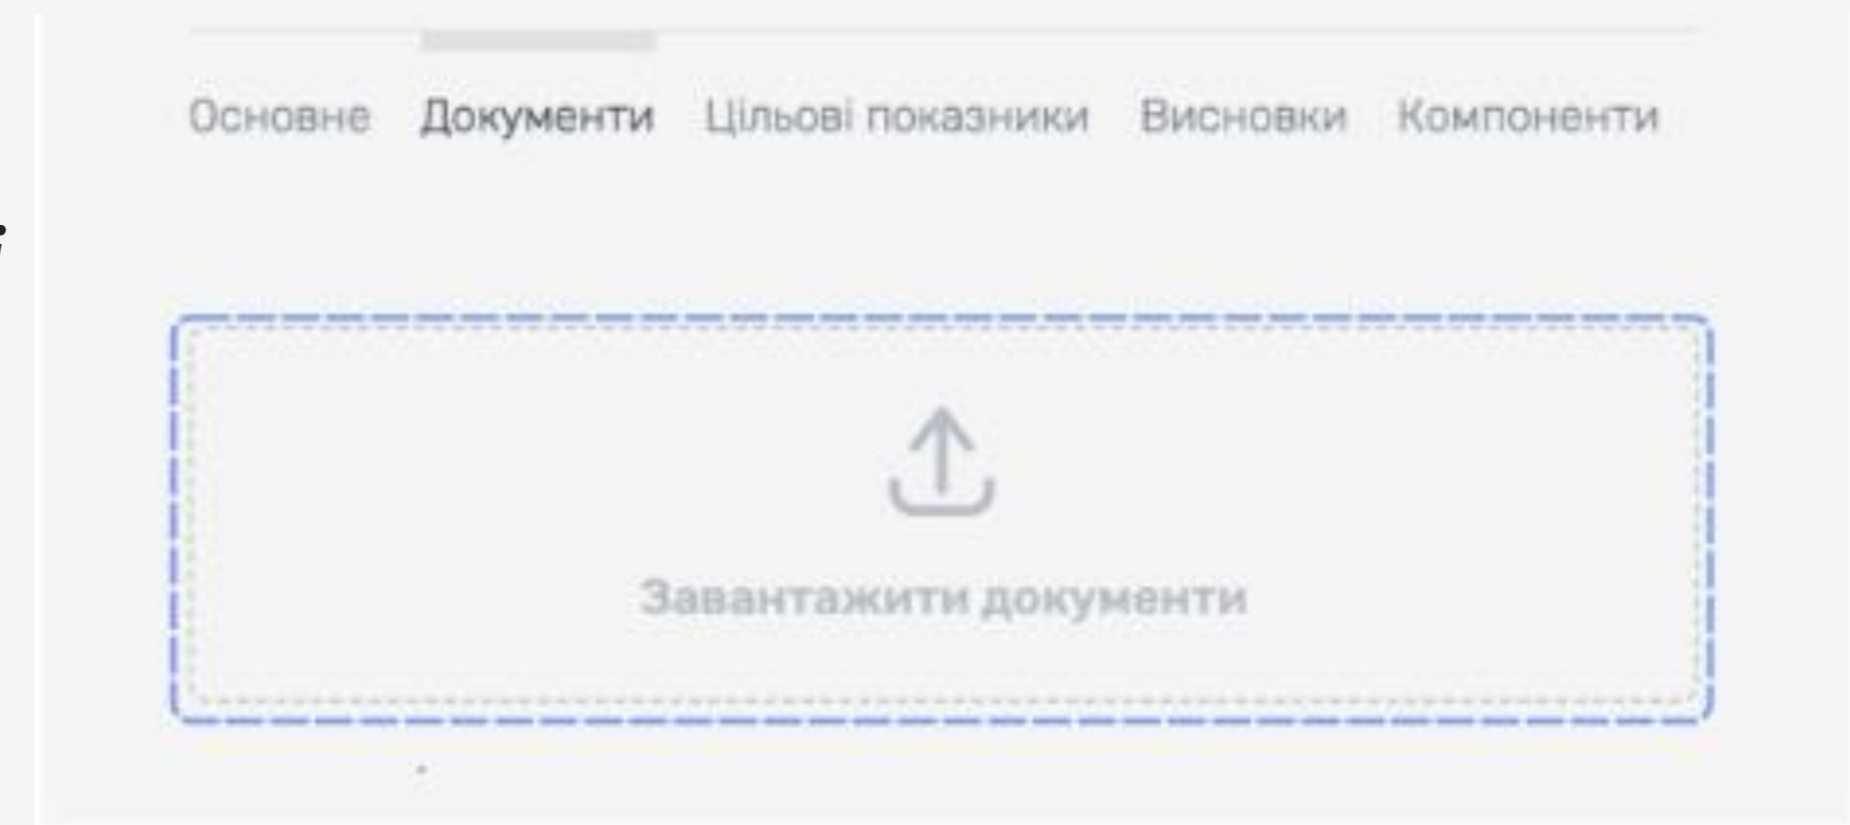 Основне Документи Цільові показники Висновки Компоненти
Завантажити документи